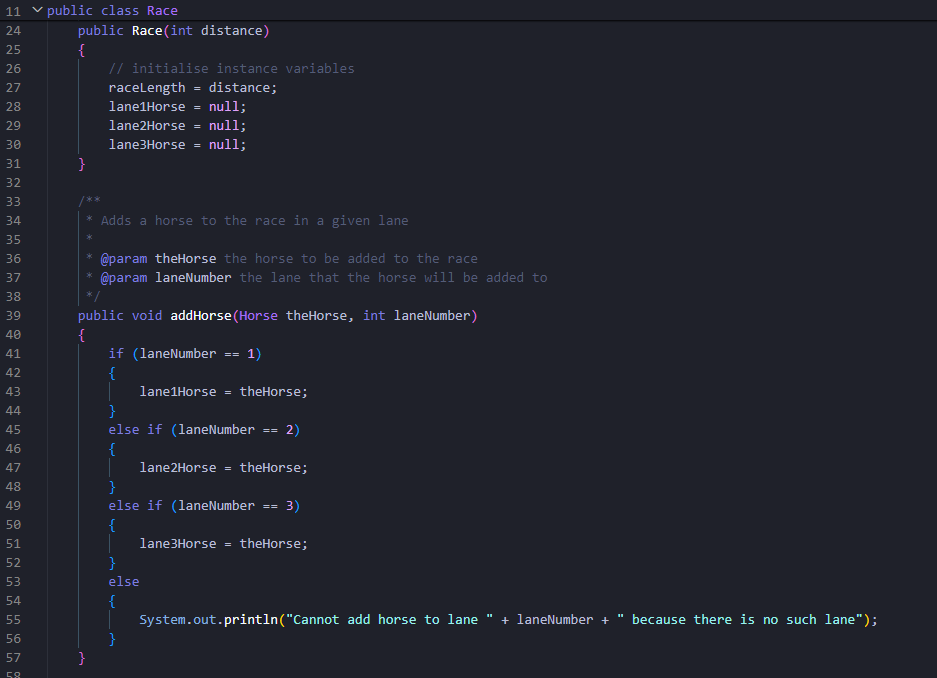 11 public class Race
24 public Race(int distance)
25 {
26 // initialise instance variables
27 raceLength = distance;
28 lane1Horse = null;
29 lane2Horse = null;
30 lane3Horse = null;
31 }
32
33 /**
34 * Adds a horse to the race in a given lane
35 *
36 * @param theHorse the horse to be added to the race
37 * @param laneNumber the lane that the horse will be added to
38 */
39 public void addHorse(Horse theHorse, int laneNumber)
40 {
41 if (laneNumber == 1)
42 {
43 lane1Horse = theHorse;
44 }
45 else if (laneNumber == 2)
46 {
47 lane2Horse = theHorse;
48 }
49 else if (laneNumber == 3)
50 {
51 lane3Horse = theHorse;
52 }
53 else
54 {
55 System.out.println("Cannot add horse to lane " + laneNumber + " because there is no such lane");
56 }
57 }
58